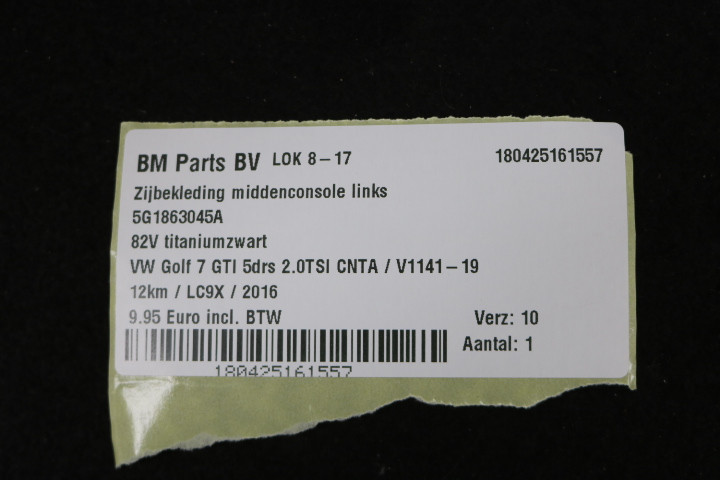 BM Parts BV LOK 8-17 180425161557
Zijbekleding middenconsole links
5G1863045A
82V titaniumzwart
VW Golf 7 GTI 5drs 2.0TSI CNTA / V1141-19
12km / LC9X / 2016
9.95 Euro incl. BTW Verz: 10
Aantal: 1
180425161557